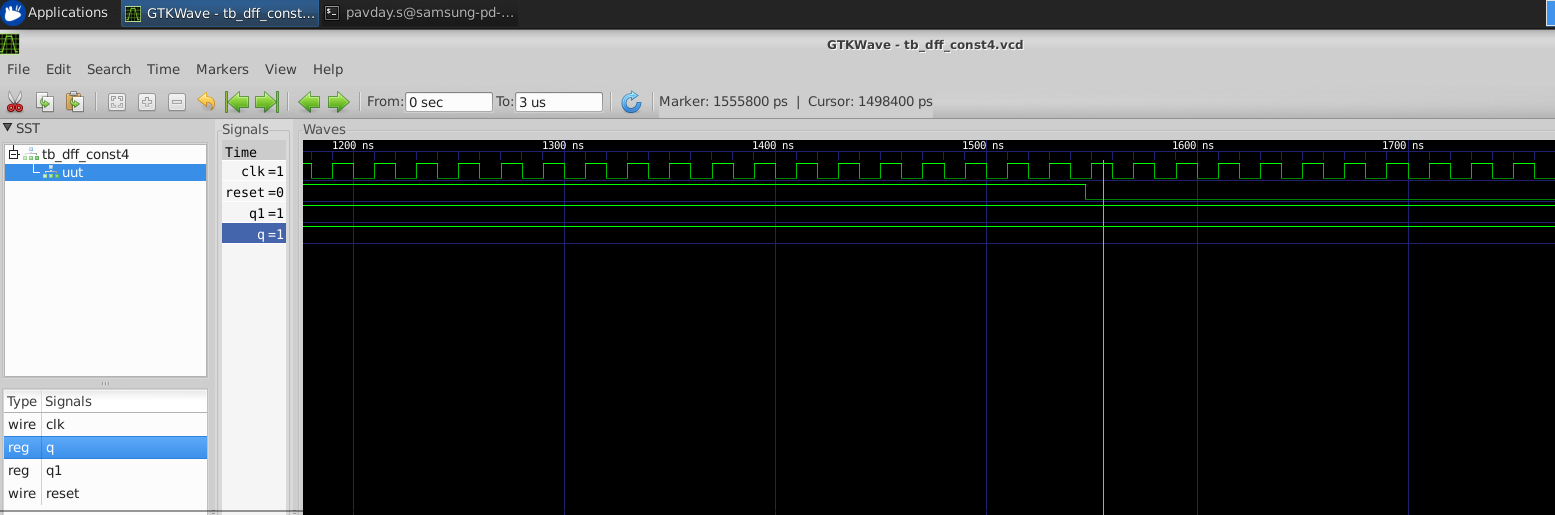 Applications GTKWave - tb_dff_const... pavday.s@samsung-pd-...
GTKWave - tb_dff_const4.vcd
File Edit Search Time Markers View Help
From: 0 sec To: 3 us Marker: 1555800 ps | Cursor: 1498400 ps
SST
tb_dff_const4
uut
Type Signals
wire clk
reg q
reg q1
wire reset
Signals
Time
clk =1
reset =0
q1 =1
q =1
Waves
1200 ns 1300 ns 1400 ns 1500 ns 1600 ns 1700 ns